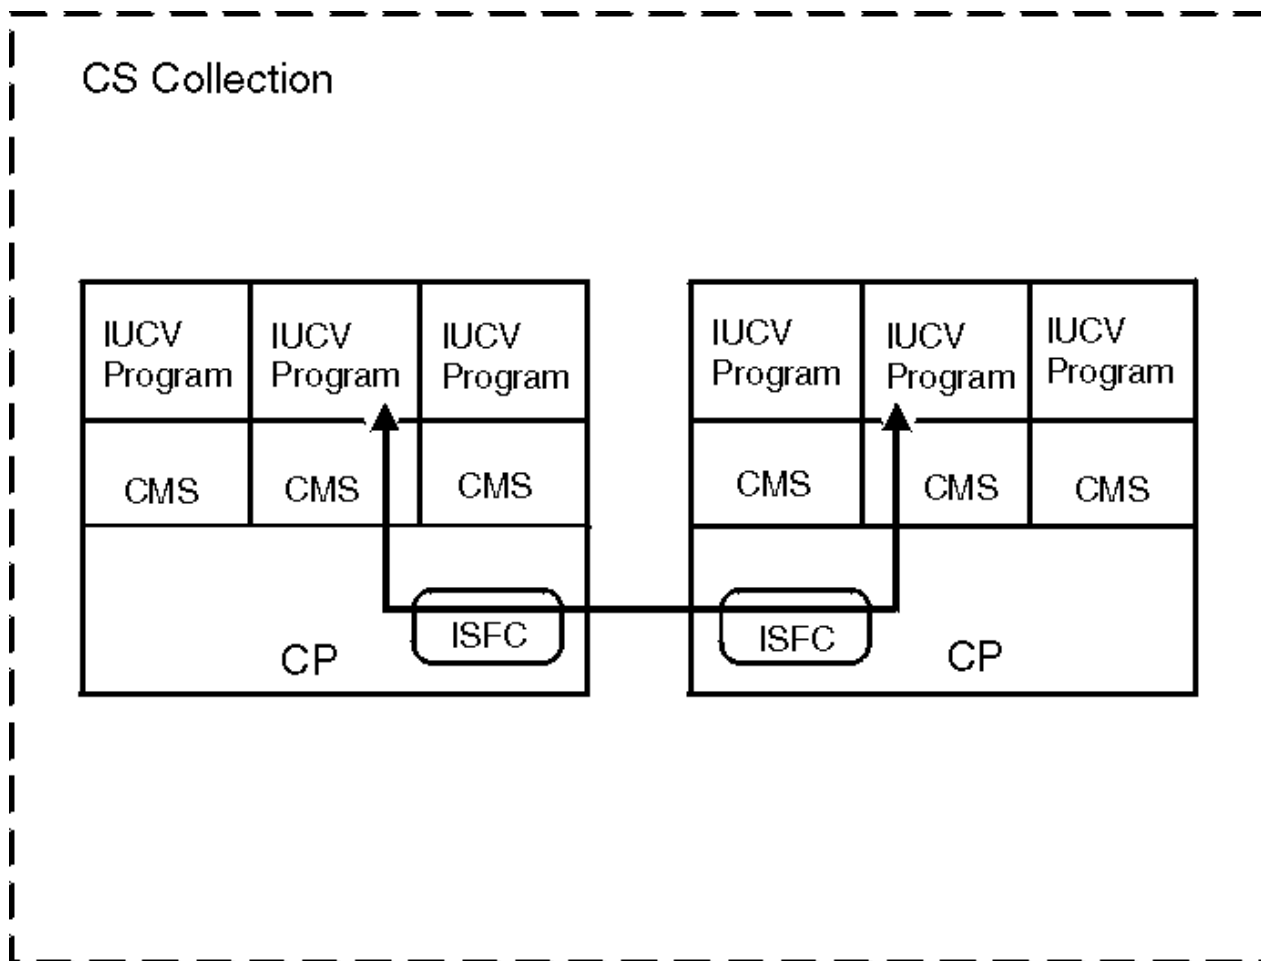 CS Collection
IUCV
Program
IUCV
Program
IUCV
Program
IUCV
Program
IUCV
Program
IUCV
Program
CMS
CMS
CMS
CMS
CMS
CMS
CP
ISFC
ISFC
CP